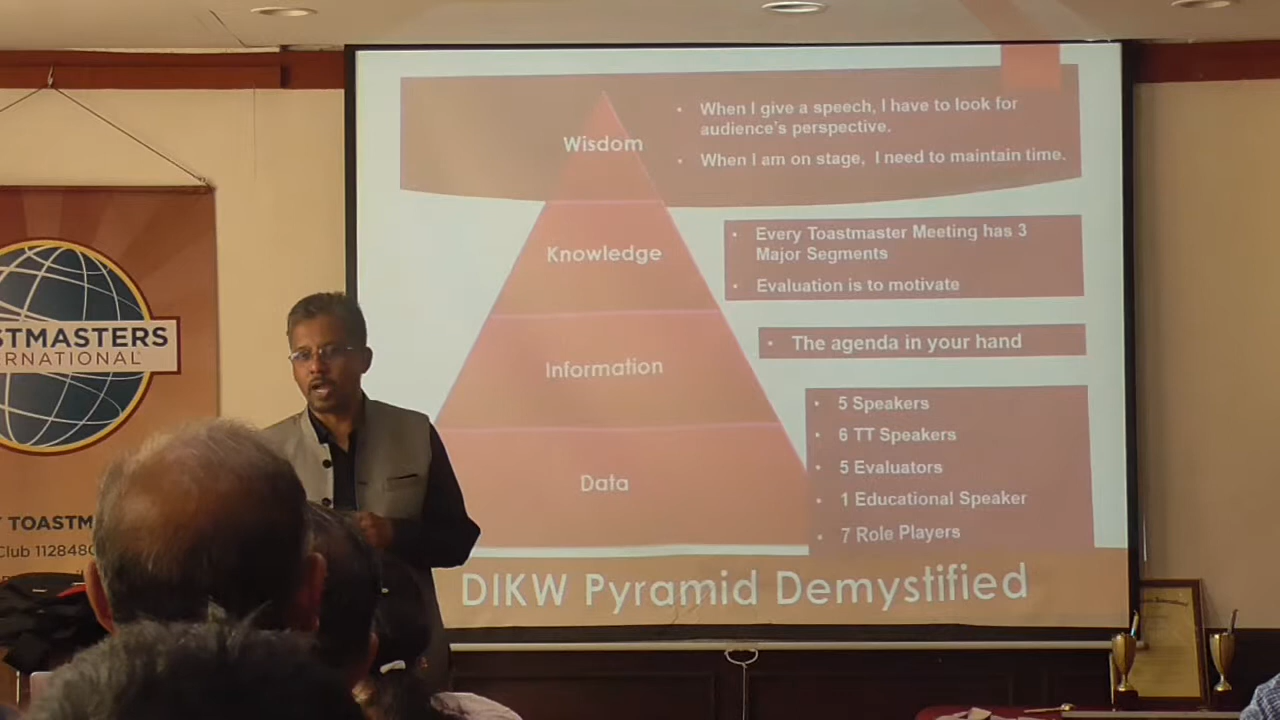 • When I give a speech, I have to look for
audience's perspective.
Wisdom
• When I am on stage, I need to maintain time.
• Every Toastmaster Meeting has 3
Major Segments
Knowledge
• Evaluation is to motivate
• The agenda in your hand
Information
• 5 Speakers
• 6 TT Speakers
• 5 Evaluators
Data
• 1 Educational Speaker
• 7 Role Players
DIKW Pyramid Demystified
STMASTERS
RNATIONAL
TOASTM
Club 112848